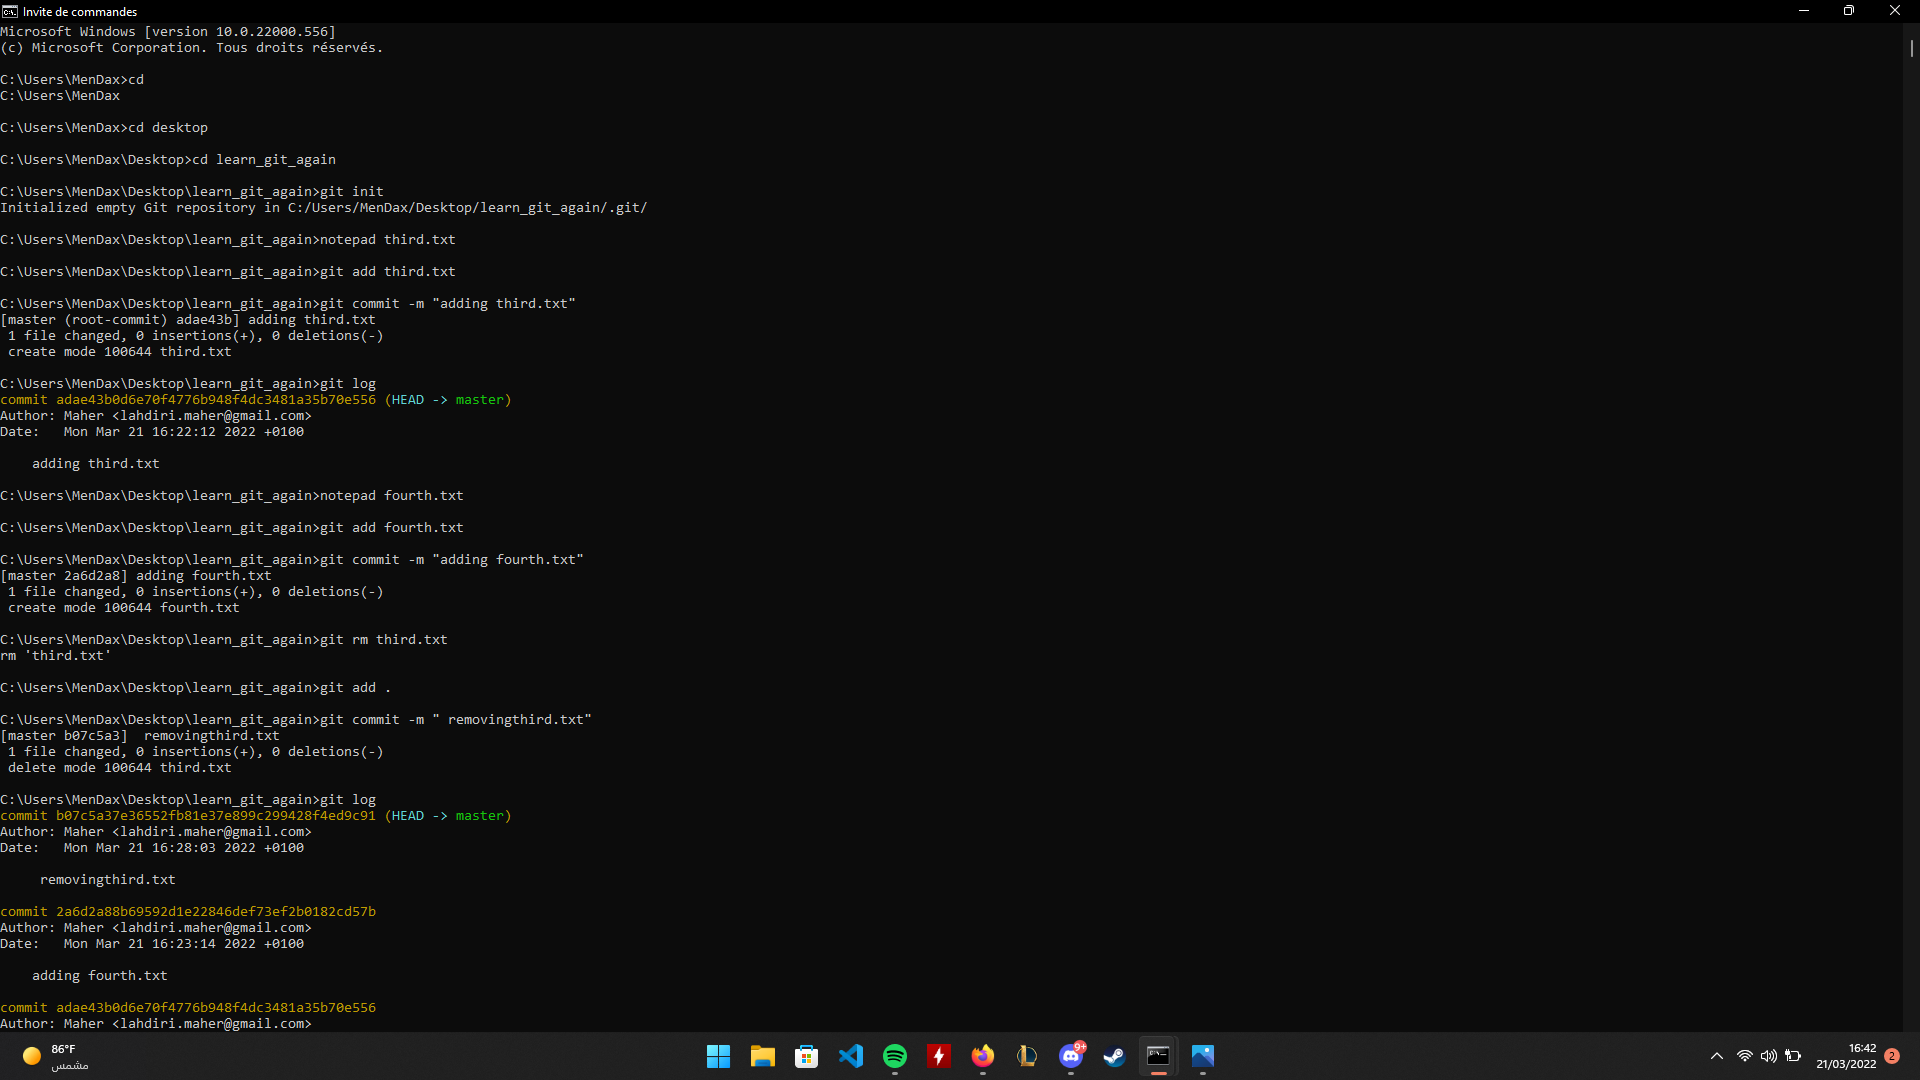 Invite de commandes
Microsoft Windows [version 10.0.22000.556]
(c) Microsoft Corporation. Tous droits réservés.
C:\Users\MenDax>cd
C:\Users\MenDax
C:\Users\MenDax>cd desktop
C:\Users\MenDax\Desktop>cd learn_git_again
C:\Users\MenDax\Desktop\learn_git_again>git init
Initialized empty Git repository in C:/Users/MenDax/Desktop/learn_git_again/.git/
C:\Users\MenDax\Desktop\learn_git_again>notepad third.txt
C:\Users\MenDax\Desktop\learn_git_again>git add third.txt
C:\Users\MenDax\Desktop\learn_git_again>git commit -m "adding third.txt"
[master (root-commit) adae43b] adding third.txt
 1 file changed, 0 insertions(+), 0 deletions(-)
 create mode 100644 third.txt
C:\Users\MenDax\Desktop\learn_git_again>git log
commit adae43b0d6e70f4776b948f4dc3481a35b70e556 (HEAD -> master)
Author: Maher <lahdiri.maher@gmail.com>
Date:   Mon Mar 21 16:22:12 2022 +0100
    adding third.txt
C:\Users\MenDax\Desktop\learn_git_again>notepad fourth.txt
C:\Users\MenDax\Desktop\learn_git_again>git add fourth.txt
C:\Users\MenDax\Desktop\learn_git_again>git commit -m "adding fourth.txt"
[master 2a6d2a8] adding fourth.txt
 1 file changed, 0 insertions(+), 0 deletions(-)
 create mode 100644 fourth.txt
C:\Users\MenDax\Desktop\learn_git_again>git rm third.txt
rm 'third.txt'
C:\Users\MenDax\Desktop\learn_git_again>git add .
C:\Users\MenDax\Desktop\learn_git_again>git commit -m " removingthird.txt"
[master b07c5a3]  removingthird.txt
 1 file changed, 0 insertions(+), 0 deletions(-)
 delete mode 100644 third.txt
C:\Users\MenDax\Desktop\learn_git_again>git log
commit b07c5a37e36552fb81e37e899c299428f4ed9c91 (HEAD -> master)
Author: Maher <lahdiri.maher@gmail.com>
Date:   Mon Mar 21 16:28:03 2022 +0100
     removingthird.txt
commit 2a6d2a88b69592d1e22846def73ef2b0182cd57b
Author: Maher <lahdiri.maher@gmail.com>
Date:   Mon Mar 21 16:23:14 2022 +0100
    adding fourth.txt
commit adae43b0d6e70f4776b948f4dc3481a35b70e556
Author: Maher <lahdiri.maher@gmail.com>
86°F
مشمس
9+
16:42
21/03/2022
2